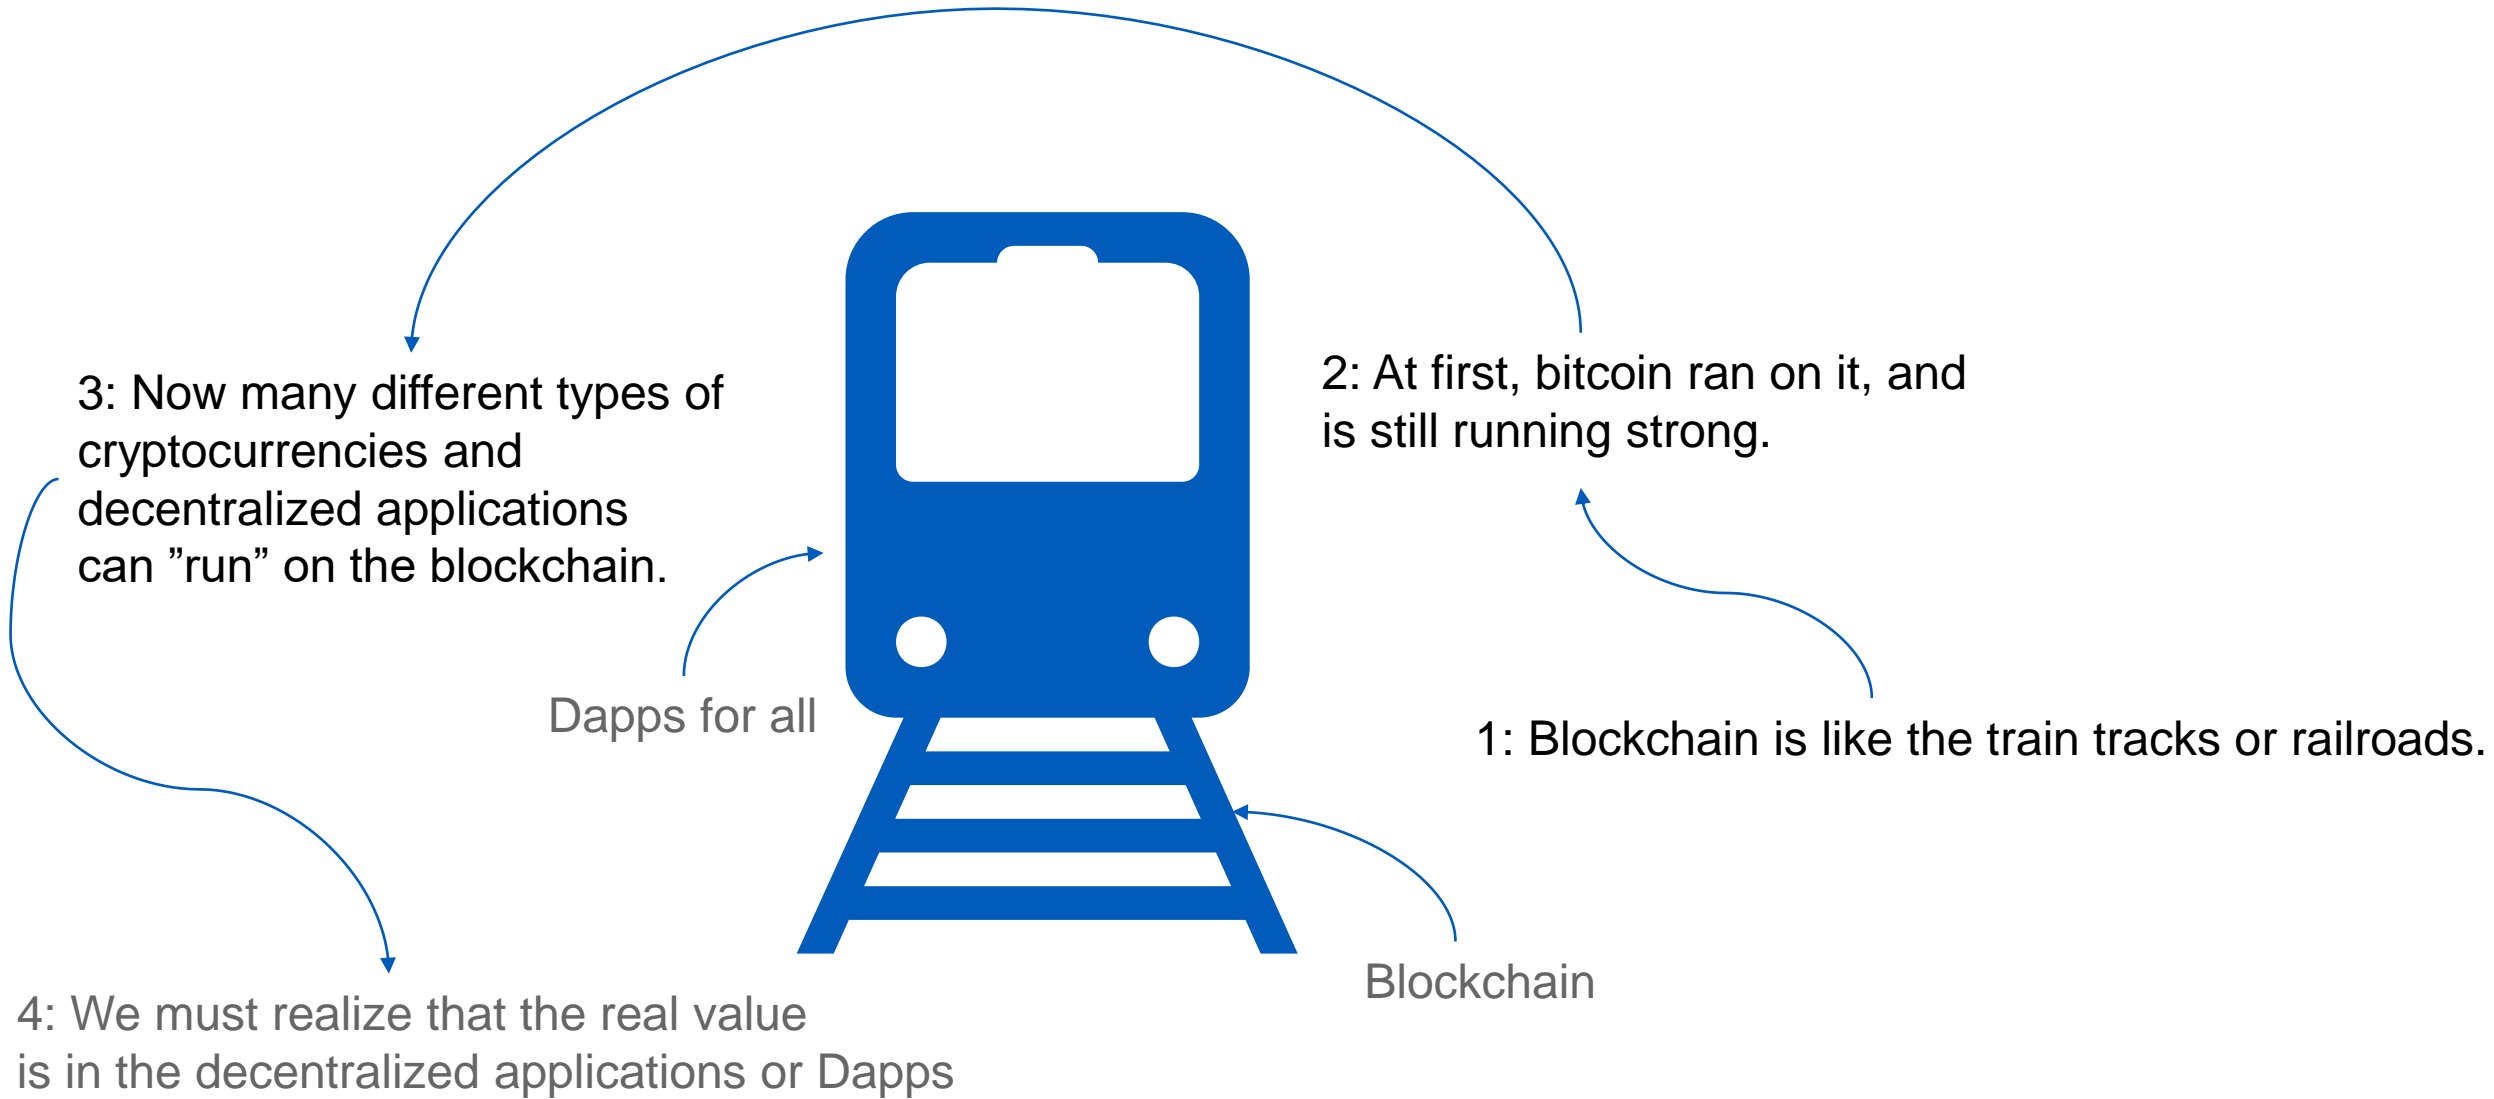 2: At first, bitcoin ran on it, and
is still running strong.
3: Now many different types of
cryptocurrencies and
decentralized applications
can ”run” on the blockchain.
Dapps for all
1: Blockchain is like the train tracks or railroads.
Blockchain
4: We must realize that the real value
is in the decentralized applications or Dapps